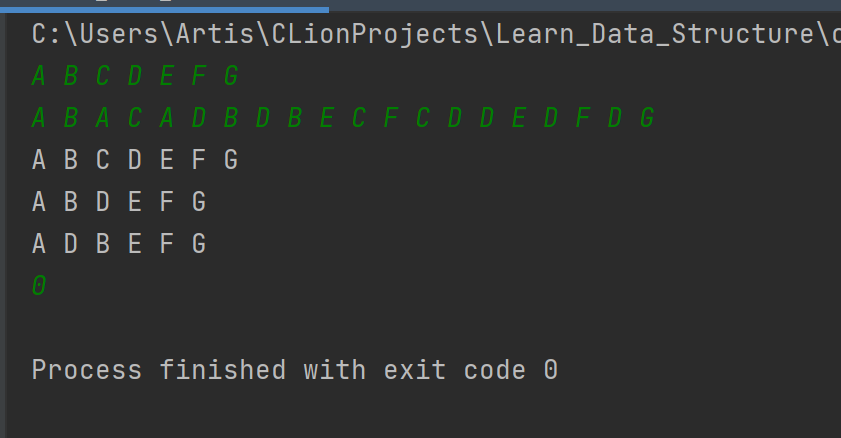 C:\Users\Artis\CLionProjects\Learn_Data_Structure\
A B C D E F G
A B A C A D B D B E C F C D D E D F D G
A B C D E F G
A B D E F G
A D B E F G
0
Process finished with exit code 0